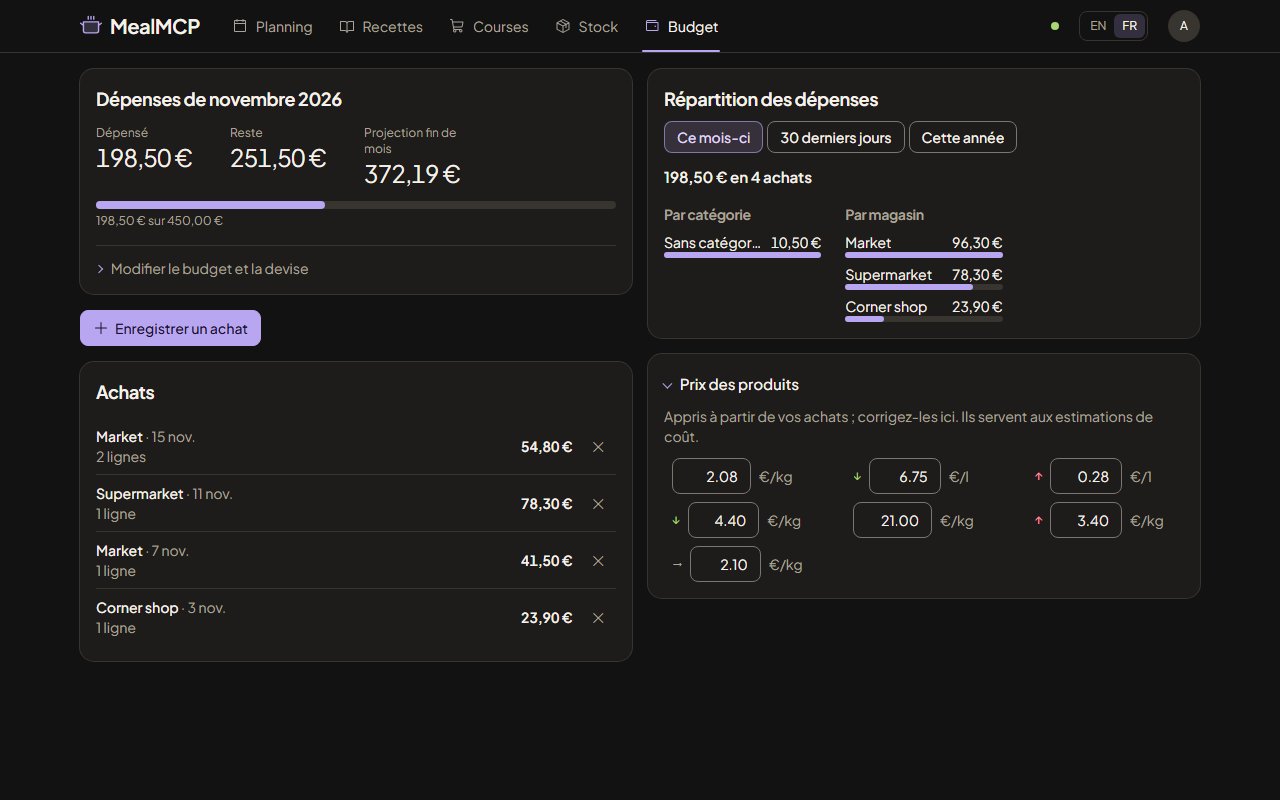 MealMCP
Planning
Recettes
Courses
Stock
Budget
EN
FR
A
Dépenses de novembre 2026
Dépensé
198,50 €
Reste
251,50 €
Projection fin de
mois
372,19 €
198,50 € sur 450,00 €
Modifier le budget et la devise
Enregistrer un achat
Achats
Market · 15 nov.
2 lignes
54,80 €
Supermarket · 11 nov.
1 ligne
78,30 €
Market · 7 nov.
1 ligne
41,50 €
Corner shop · 3 nov.
1 ligne
23,90 €
Répartition des dépenses
Ce mois-ci
30 derniers jours
Cette année
198,50 € en 4 achats
Par catégorie
Sans catégor… 10,50 €
Par magasin
Market 96,30 €
Supermarket 78,30 €
Corner shop 23,90 €
Prix des produits
Appris à partir de vos achats ; corrigez-les ici. Ils servent aux estimations de
coût.
2.08 €/kg
↓ 6.75 €/l
↑ 0.28 €/1
↓ 4.40 €/kg
21.00 €/kg
↑ 3.40 €/kg
→ 2.10 €/kg